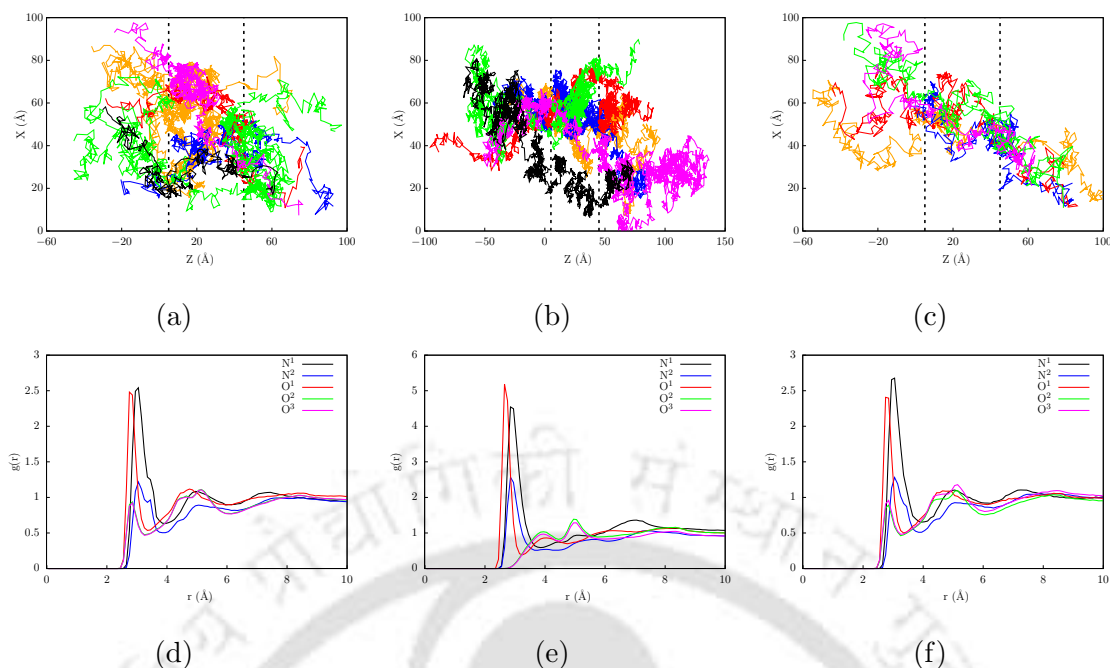 100
80
60
40
20
0
−60
−20
20
60
100
X (Å)
Z (Å)
(a)
100
80
60
40
20
0
−100
−50
0
50
100
150
X (Å)
Z (Å)
(b)
100
80
60
40
20
0
−60
−20
20
60
100
X (Å)
Z (Å)
(c)
3
2.5
2
1.5
1
0.5
0
0
2
4
6
8
10
g(r)
r (Å)
N¹
N²
O¹
O²
O³
(d)
6
5
4
3
2
1
0
0
2
4
6
8
10
g(r)
r (Å)
N¹
N²
O¹
O²
O³
(e)
3
2.5
2
1.5
1
0.5
0
0
2
4
6
8
10
g(r)
r (Å)
N¹
N²
O¹
O²
O³
(f)